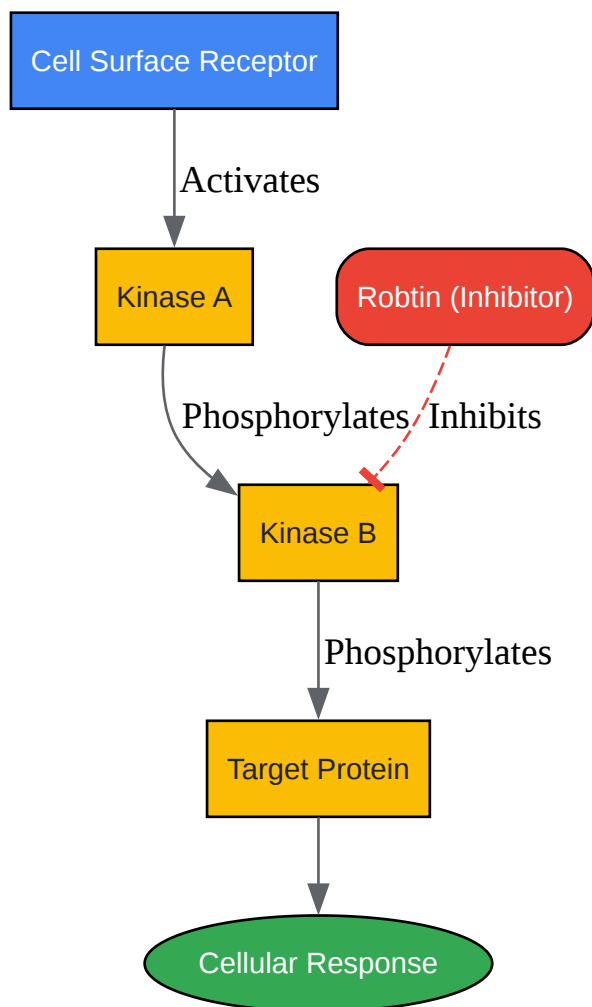 Cell Surface Receptor
Activates
Kinase A
Robtin (Inhibitor)
Phosphorylates
Inhibits
Kinase B
Phosphorylates
Target Protein
Cellular Response